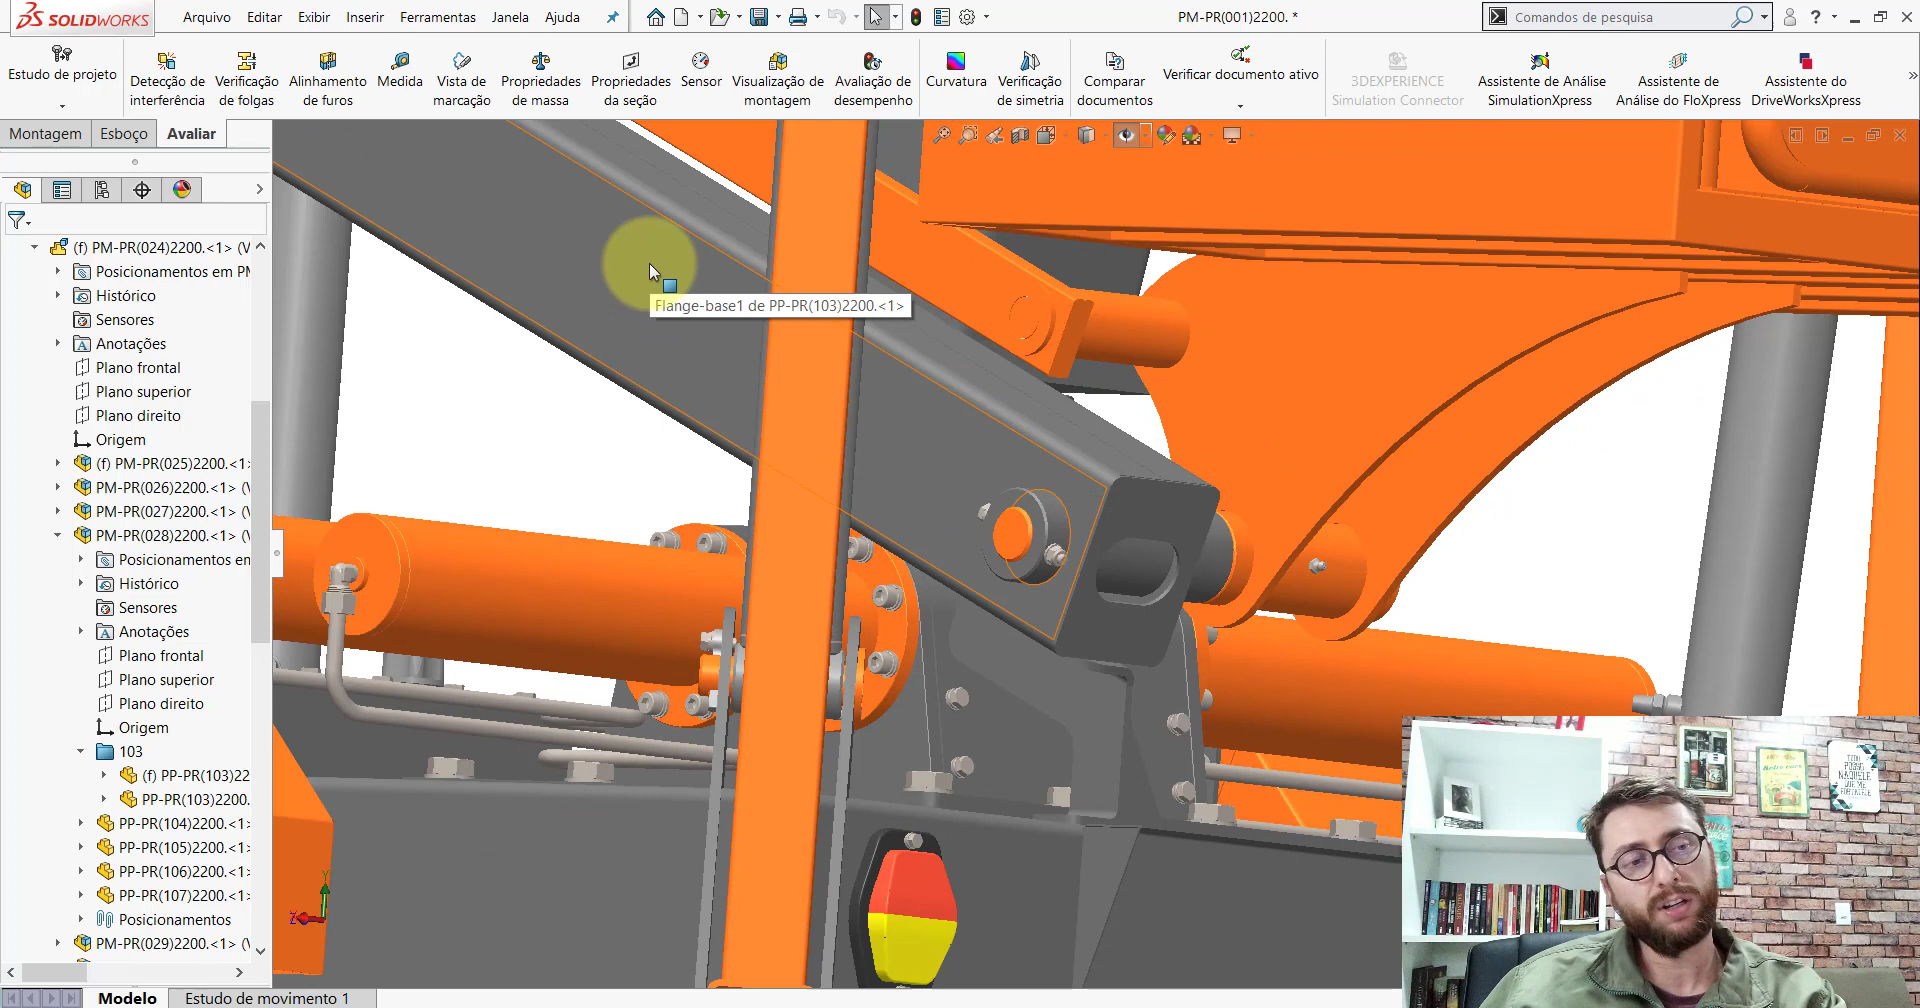 SOLIDWORKS
Arquivo Editar Exibir Inserir Ferramentas Janela Ajuda
PM-PR(001)2200. *
Comandos de pesquisa
Estudo de projeto
Detecção de interferência
Verificação de folgas
Alinhamento de furos
Medida
Vista de marcação
Propriedades de massa
Propriedades da seção
Sensor
Visualização de montagem
Avaliação de desempenho
Curvatura
Verificação de simetria
Comparar documentos
Verificar documento ativo
3DEXPERIENCE Simulation Connector
Assistente de Análise SimulationXpress
Assistente de Análise do FloXpress
Assistente do DriveWorksXpress
Montagem Esboço Avaliar
(f) PM-PR(024)2200.<1> (V
Posicionamentos em PM
Histórico
Sensores
Anotações
Plano frontal
Plano superior
Plano direito
Origem
(f) PM-PR(025)2200.<1>
PM-PR(026)2200.<1> (V
PM-PR(027)2200.<1> (V
PM-PR(028)2200.<1> (V
Posicionamentos en
Histórico
Sensores
Anotações
Plano frontal
Plano superior
Plano direito
Origem
103
(f) PP-PR(103)22
PP-PR(103)2200.
PP-PR(104)2200.<1>
PP-PR(105)2200.<1>
PP-PR(106)2200.<1>
PP-PR(107)2200.<1>
Posicionamentos
PM-PR(029)2200.<1> (V
Flange-base1 de PP-PR(103)2200.<1>
Y
Z
TUDO
POSSO
NAQUELE
QUE ME
FORTALECE
Modelo Estudo de movimento 1